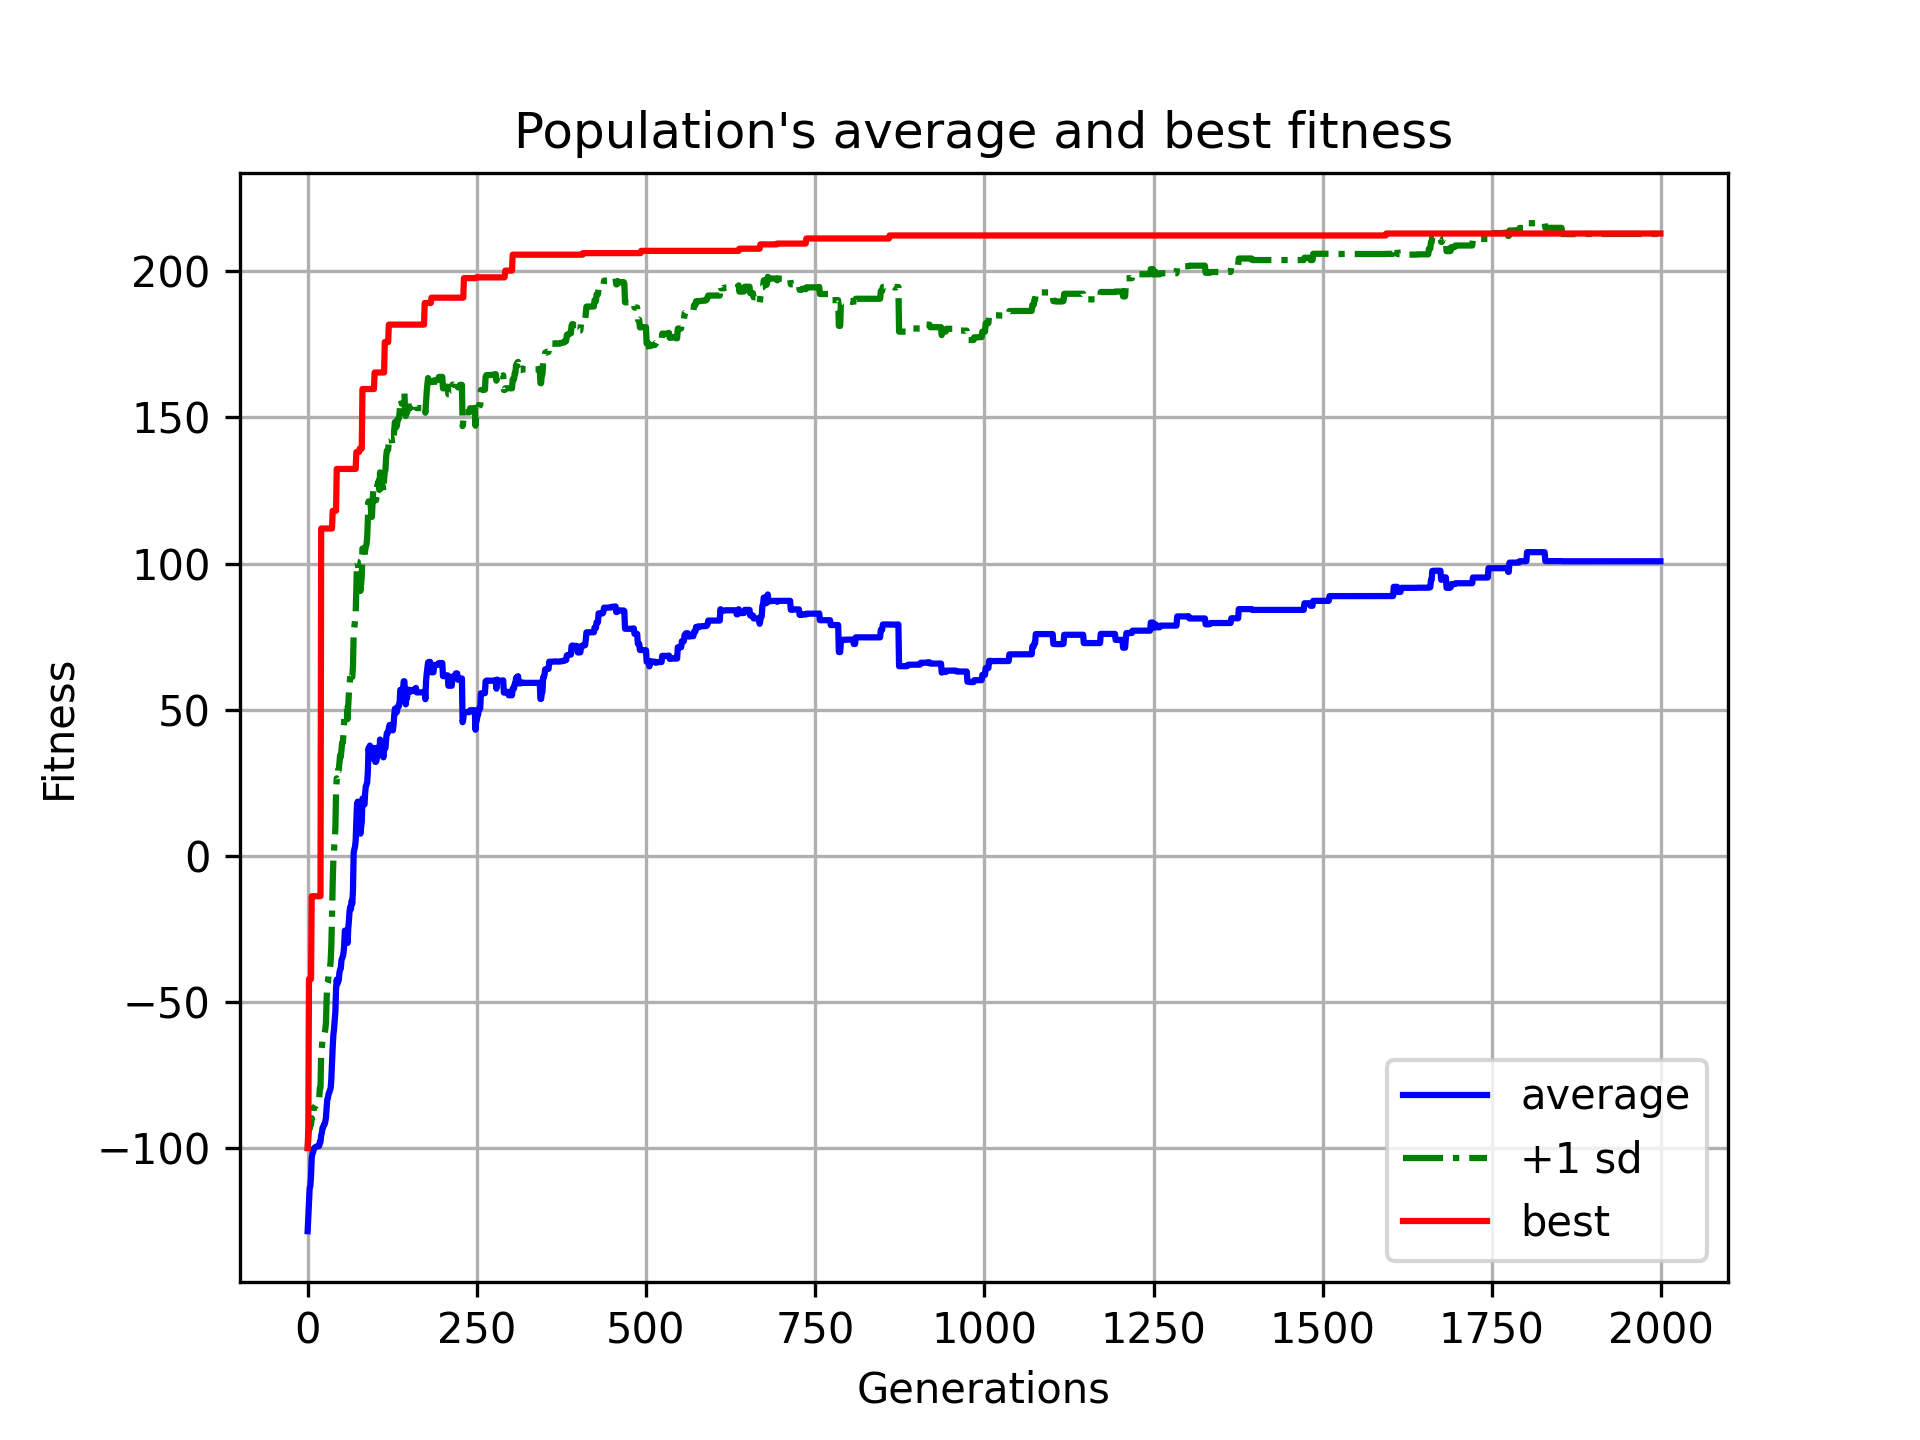 Population's average and best fitness
Fitness
200
150
100
50
0
−50
−100
0 250 500 750 1000 1250 1500 1750 2000
Generations
average
+1 sd
best